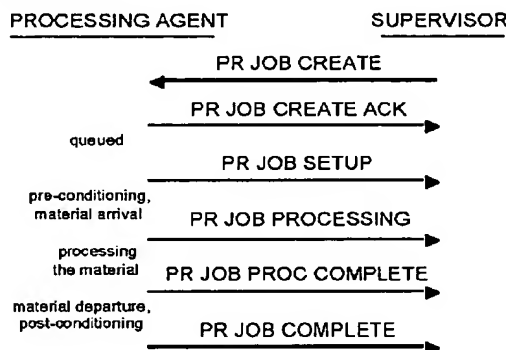 PROCESSING AGENT
SUPERVISOR
PR JOB CREATE
PR JOB CREATE ACK
queued
PR JOB SETUP
pre-conditioning,
material arrival
PR JOB PROCESSING
processing
the material
PR JOB PROC COMPLETE
material departure,
post-conditioning
PR JOB COMPLETE